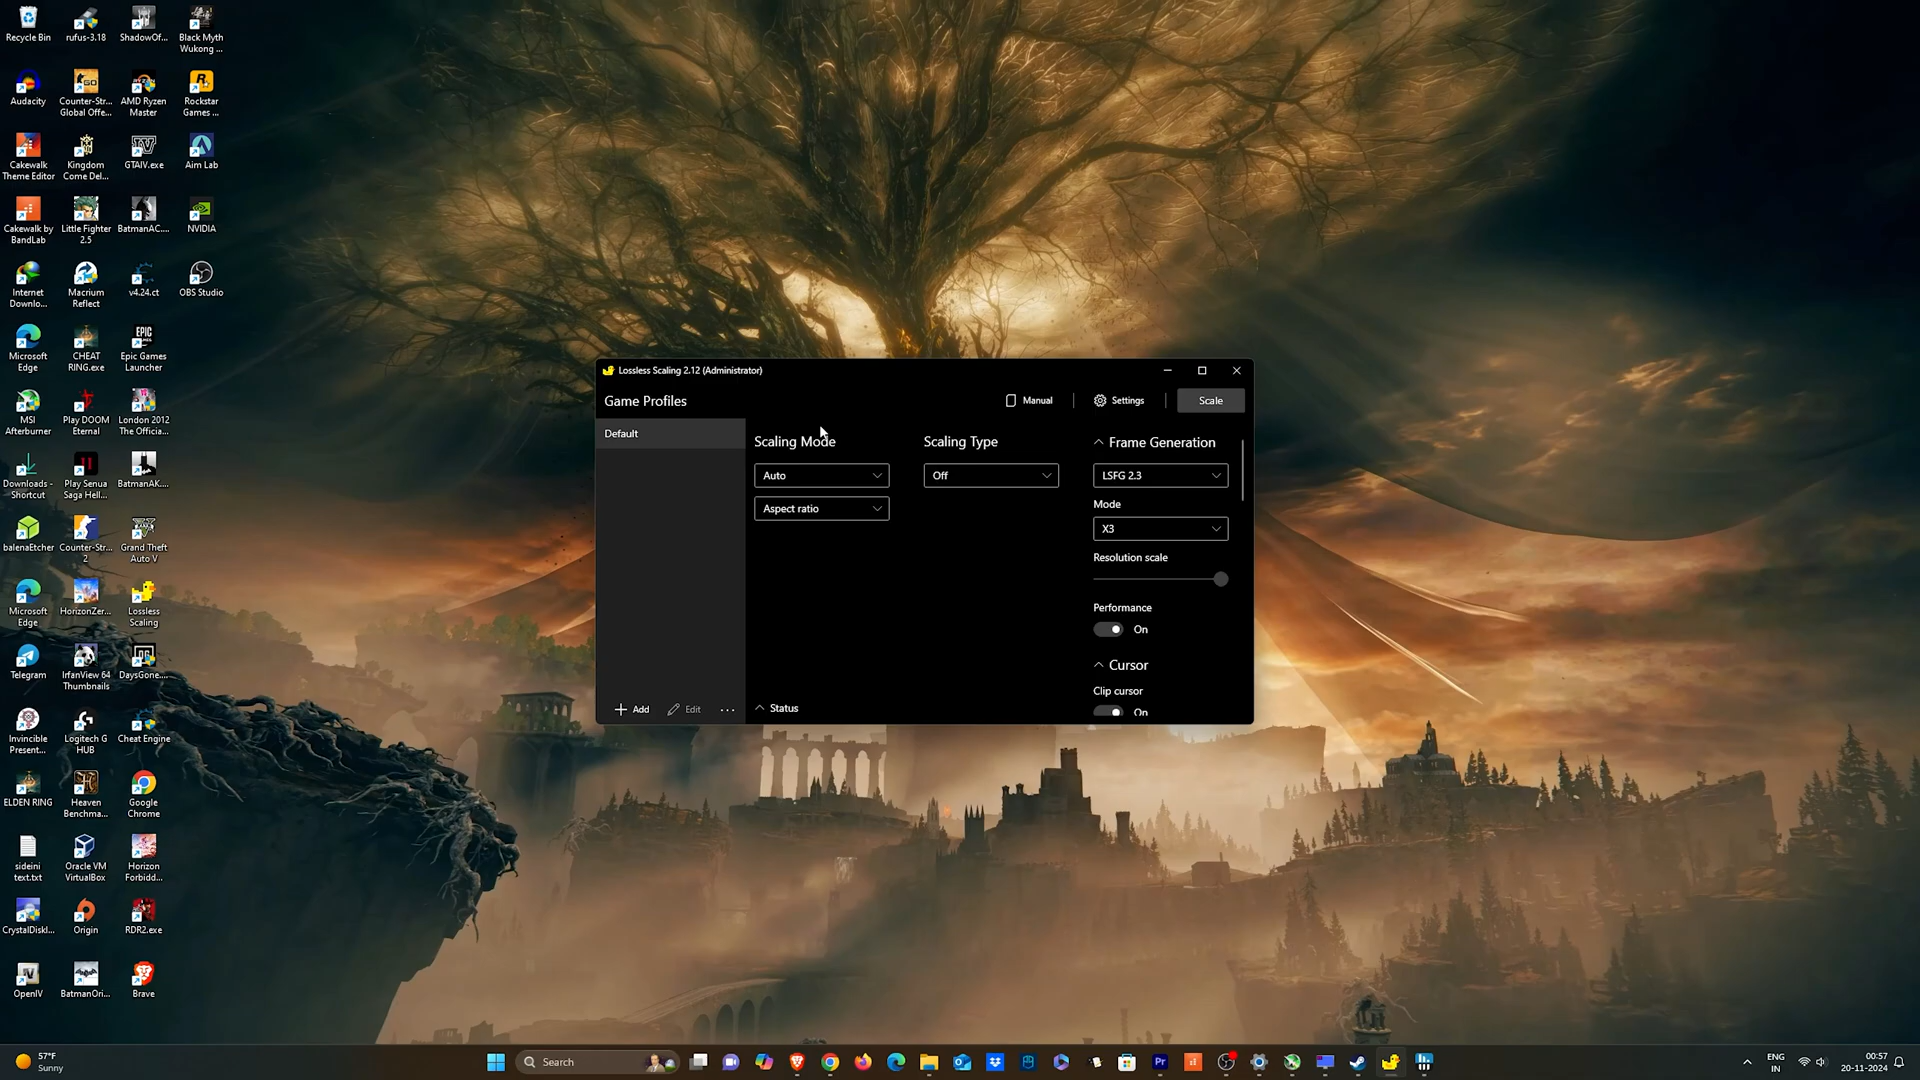 Recycle Bin
rufus-3.18
ShadowOf...
Black Myth
Wukong ...
Audacity
Counter-Str...
Global Offe...
AMD Ryzen
Master
Rockstar
Games ...
Cakewalk
Theme Editor
Kingdom
Come Del...
GTAIV.exe
Aim Lab
Cakewalk by
BandLab
Little Fighter
2.5
BatmanAC....
NVIDIA
Internet
Downlo...
Macrium
Reflect
v4.24.ct
OBS Studio
Microsoft
Edge
CHEAT
RING.exe
EPIC
GAMES
Epic Games
Launcher
MSI
Afterburner
Play DOOM
Eternal
London 2012
The Officia...
Downloads -
Shortcut
Play Senua
Saga Hell...
BatmanAK....
balenaEtcher
Counter-Str...
2
Grand Theft
Auto V
Microsoft
Edge
HorizonZer...
Lossless
Scaling
Telegram
IrfanView 64
Thumbnails
DaysGone....
Invincible
Present...
Logitech G
HUB
Cheat Engine
ELDEN RING
Heaven
Benchma...
Google
Chrome
sideini
text.txt
Oracle VM
VirtualBox
Horizon
Forbidd...
CrystalDiskI...
Origin
RDR2.exe
OpenIV
BatmanOri...
Brave
Lossless Scaling 2.12 (Administrator)
Game Profiles
Manual
Settings
Scale
Default
Scaling Mode
Auto
Aspect ratio
Scaling Type
Off
Frame Generation
LSFG 2.3
Mode
X3
Resolution scale
Performance
On
Cursor
Clip cursor
On
Add
Edit
...
Status
57°F
Sunny
Search
Pr
ENG
IN
00:57
20-11-2024